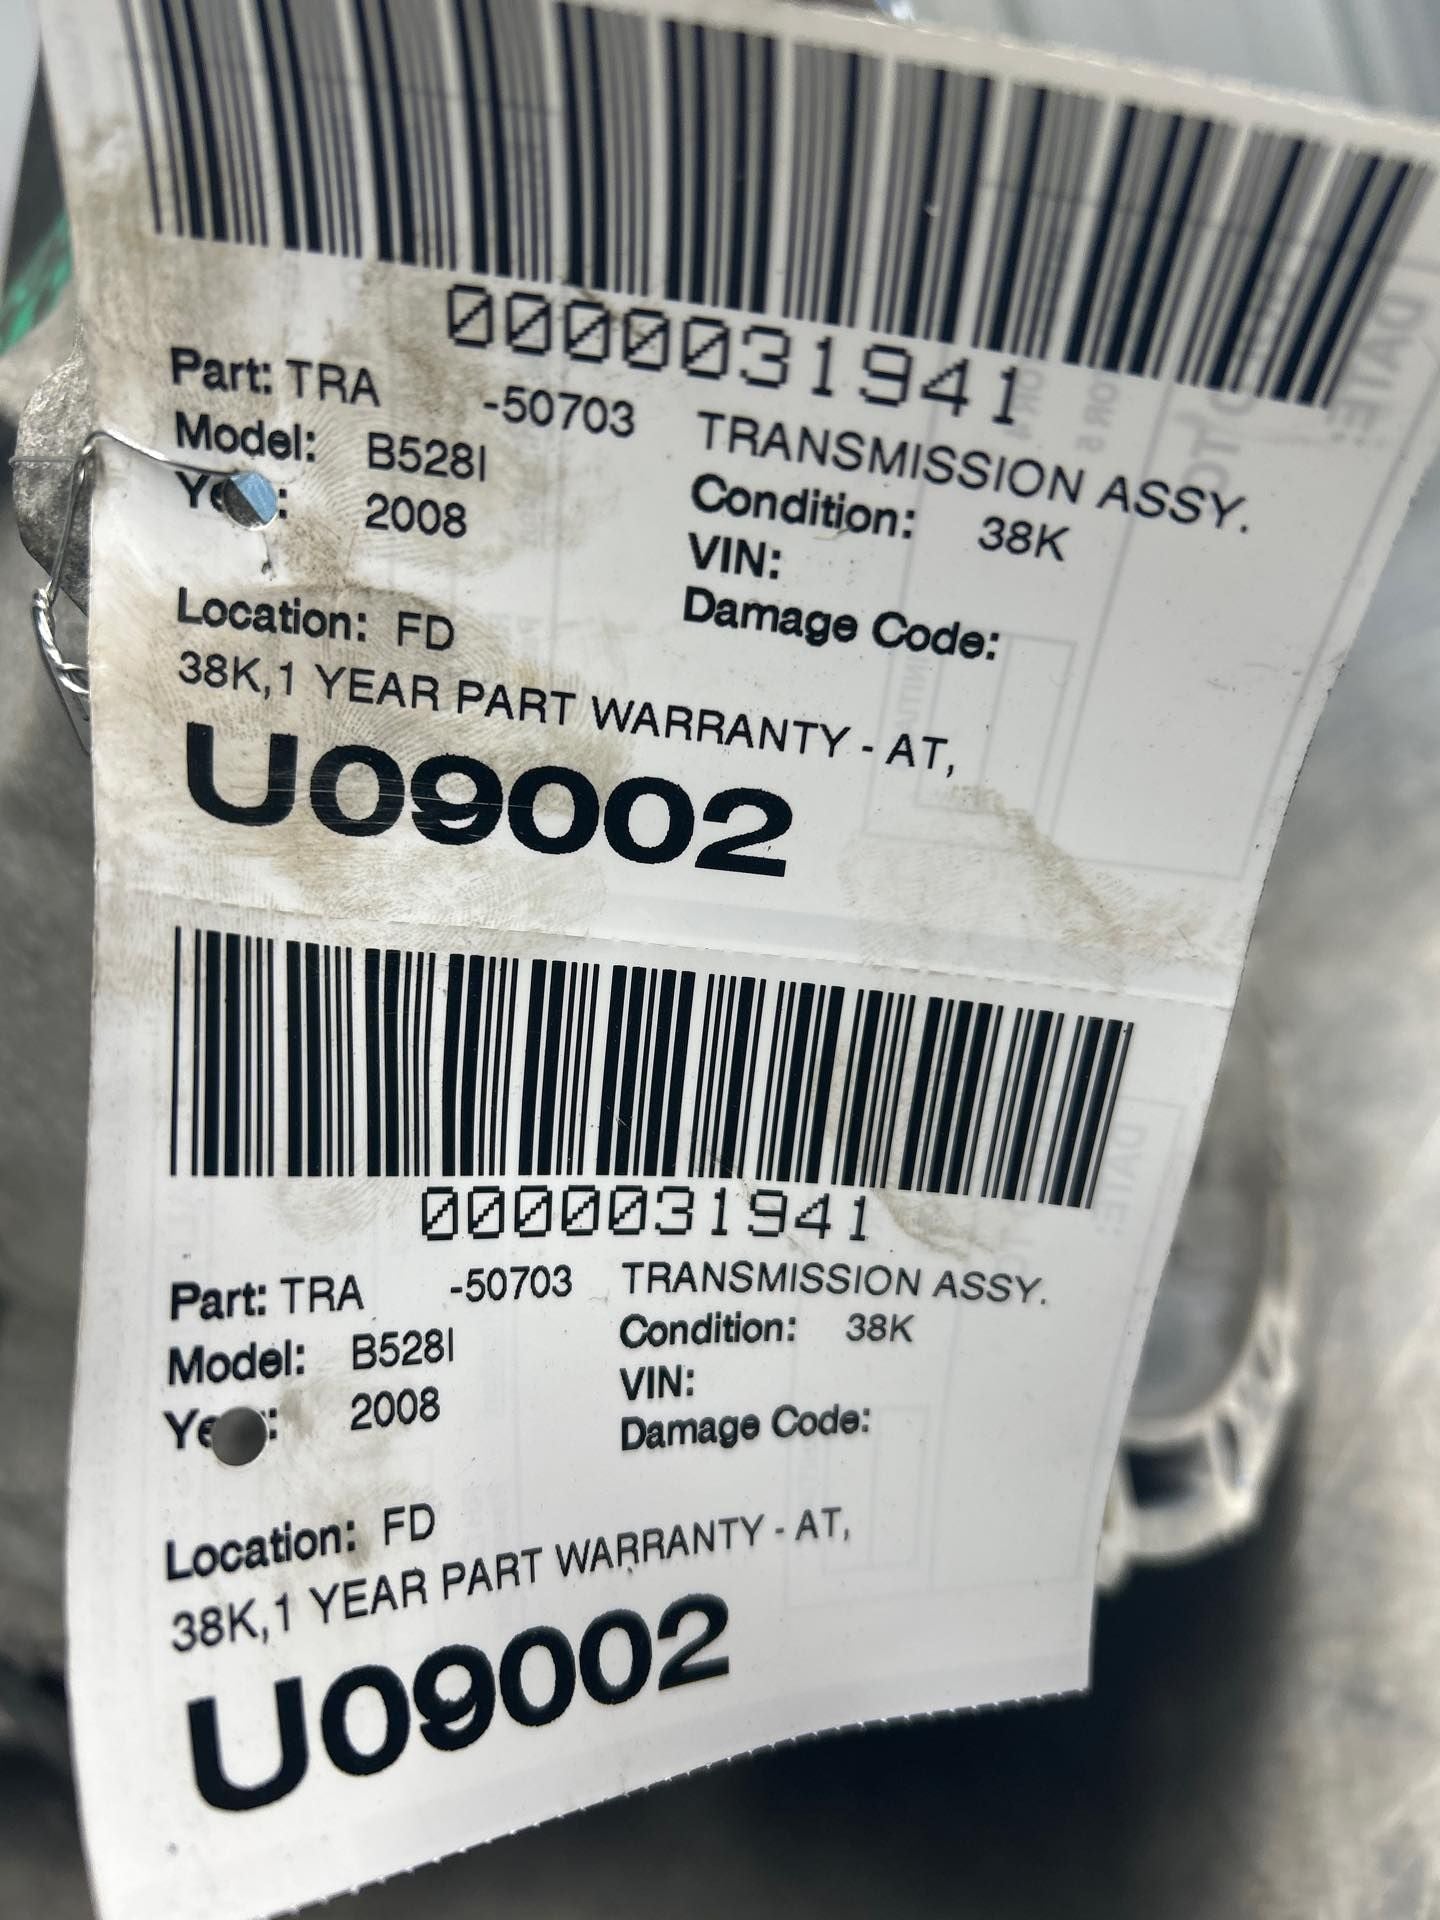 0000031941
Part: TRA -50703 TRANSMISSION ASSY.
Model: B528I Condition: 38K
2008 VIN:
Damage Code:
Location: FD
38K,1 YEAR PART WARRANTY - AT,
U09002
0000031941
Part: TRA -50703 TRANSMISSION ASSY.
Model: B528I Condition: 38K
2008 VIN:
Damage Code:
Location: FD
38K,1 YEAR PART WARRANTY - AT,
U09002